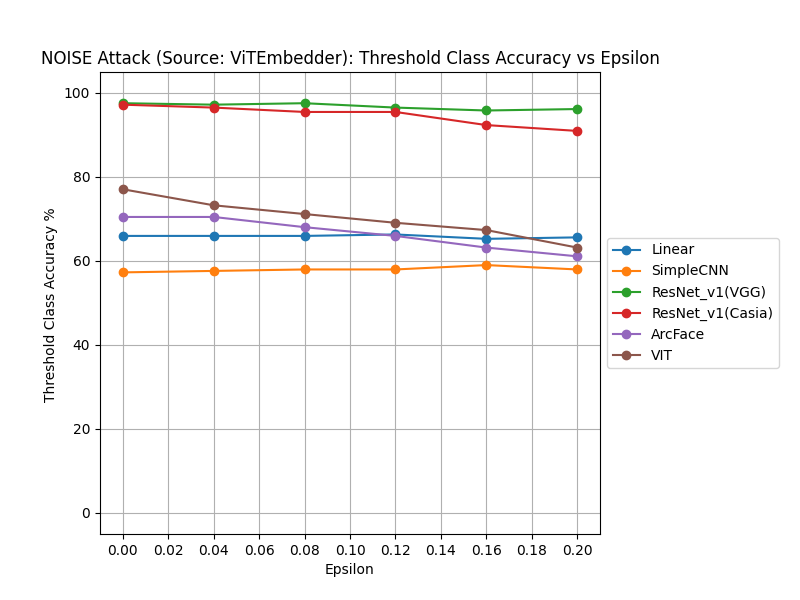 NOISE Attack (Source: ViTEmbedder): Threshold Class Accuracy vs Epsilon
Threshold Class Accuracy %
100
80
60
40
20
0
0.00 0.02 0.04 0.06 0.08 0.10 0.12 0.14 0.16 0.18 0.20
Epsilon
Linear
SimpleCNN
ResNet_v1(VGG)
ResNet_v1(Casia)
ArcFace
VIT